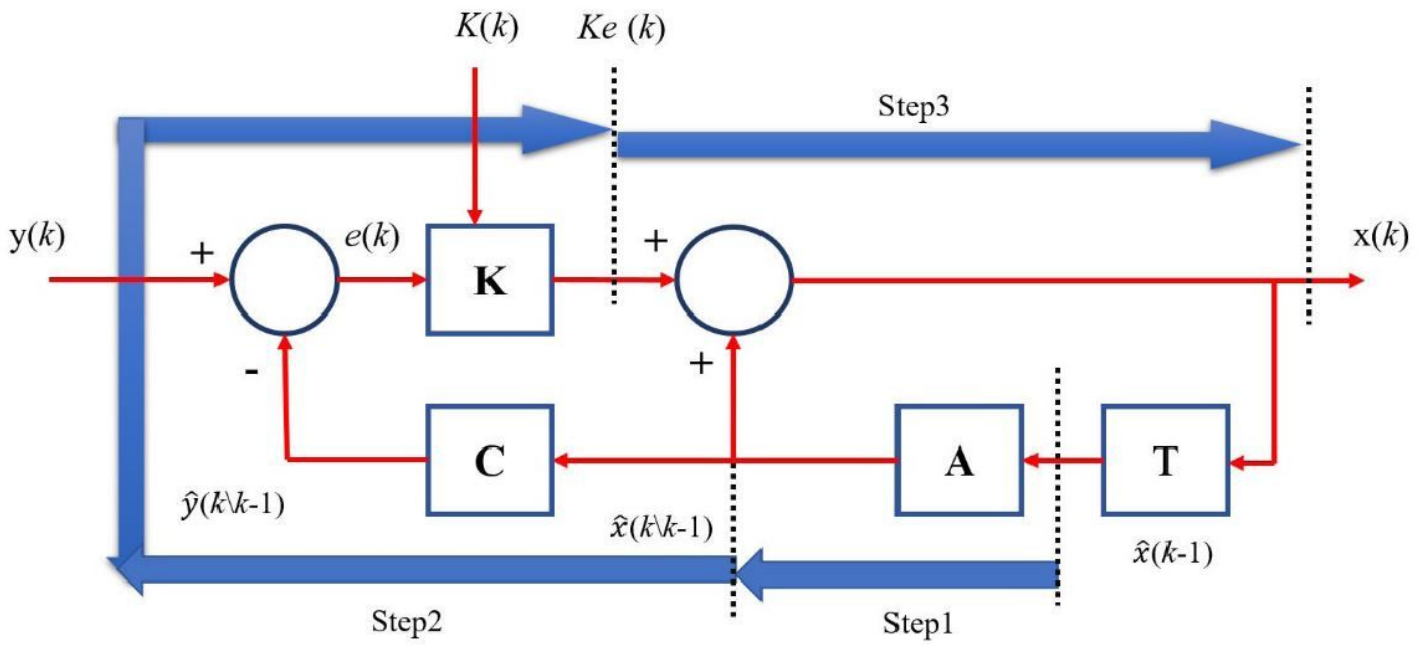 K(k)
Ke (k)
Step3
y(k)
+
e(k)
K
+
x(k)
-
+
C
A
T
ŷ(k\k-1)
x̂(k\k-1)
x̂(k-1)
Step2
Step1